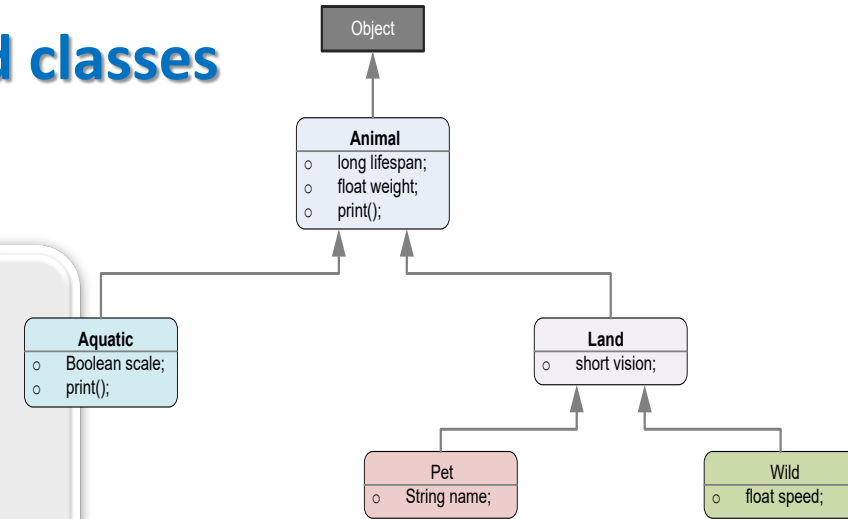 Object
classes
Animal
○ long lifespan;
○ float weight;
○ print();
Aquatic
○ Boolean scale;
○ print();
Land
○ short vision;
Pet
○ String name;
Wild
○ float speed;